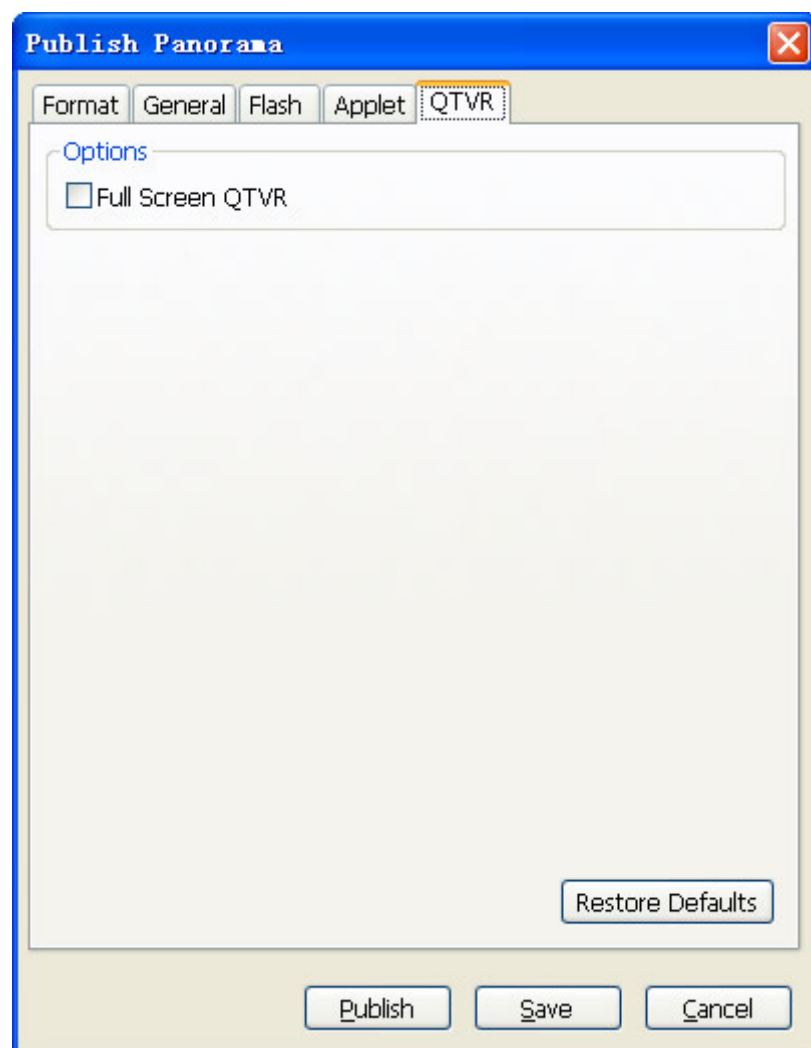 Publish Panorama
Format General Flash Applet QTVR
Options
Full Screen QTVR
Restore Defaults
Publish Save Cancel